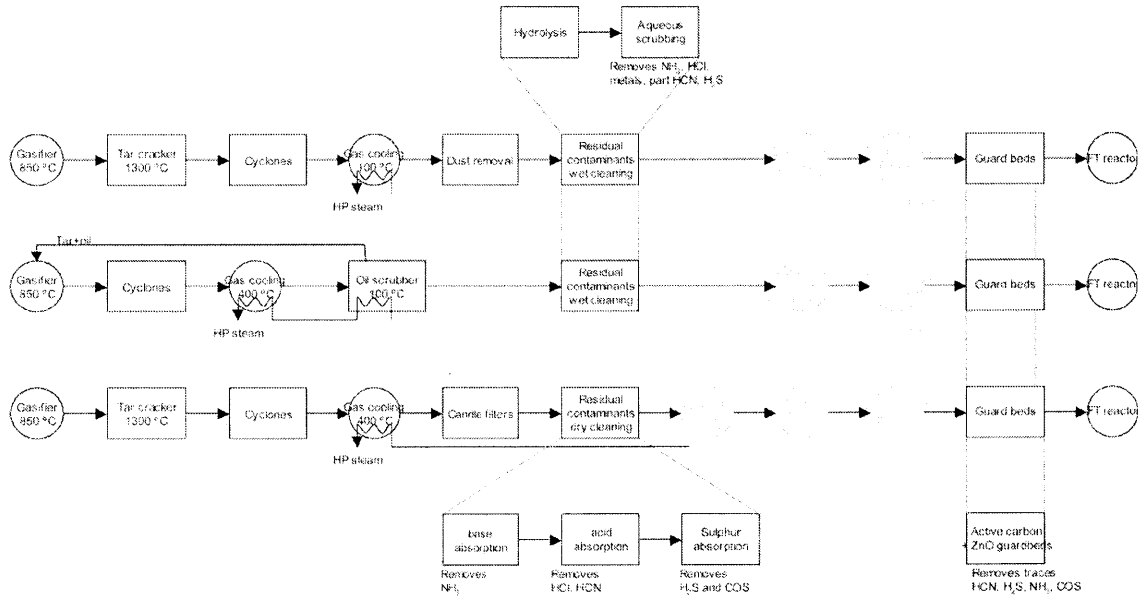 Hydrolysis
Aqueous
scrubbing
Removes NH3, HCl,
metals, part HCN, H2S
Gasifier
850 °C
Tar cracker
1300 °C
Cyclones
Gas cooling
100 °C
HP steam
Dust removal
Residual
contaminants
wet cleaning
Guard beds
FT reactor
Tar+oil
Gasifier
850 °C
Cyclones
Gas cooling
400 °C
HP steam
Oil scrubber
100 °C
Residual
contaminants
wet cleaning
Guard beds
FT reactor
Gasifier
850 °C
Tar cracker
1300 °C
Cyclones
Gas cooling
400 °C
HP steam
Candle filters
Residual
contaminants
dry cleaning
Guard beds
FT reactor
base
absorption
Removes
NH3
acid
absorption
Removes
HCl, HCN
Sulphur
absorption
Removes
H2S and COS
Active carbon
+ ZnO guardbeds
Removes traces
HCN, H2S, NH3, COS